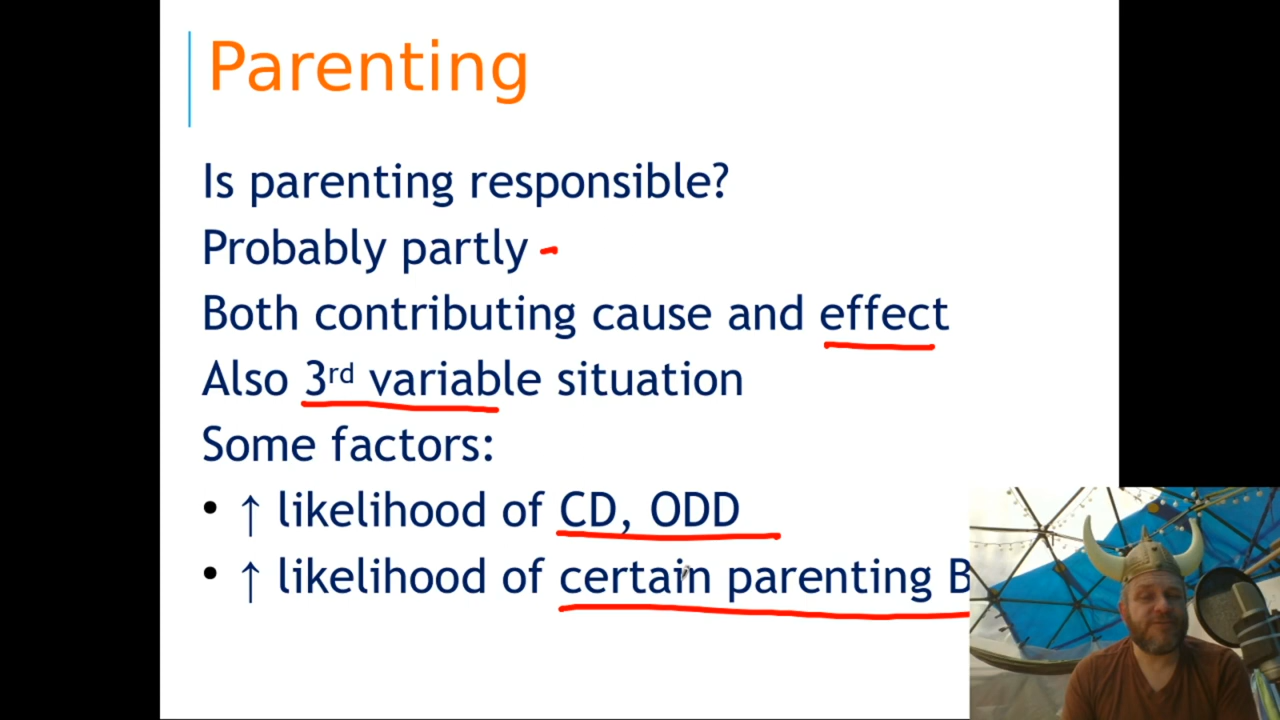 Parenting
Is parenting responsible?
Probably partly
Both contributing cause and effect
Also 3rd variable situation
Some factors:
• ↑ likelihood of CD, ODD
• ↑ likelihood of certain parenting B